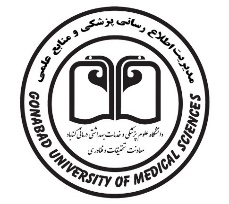 مدیریت اطلاع رسانی پزشکی و منابع علمی
دانشگاه علوم پزشکی و خدمات بهداشتی درمانی گناباد
معاونت تحقیقات و فناوری
GONABAD UNIVERSITY OF MEDICAL SCIENCES